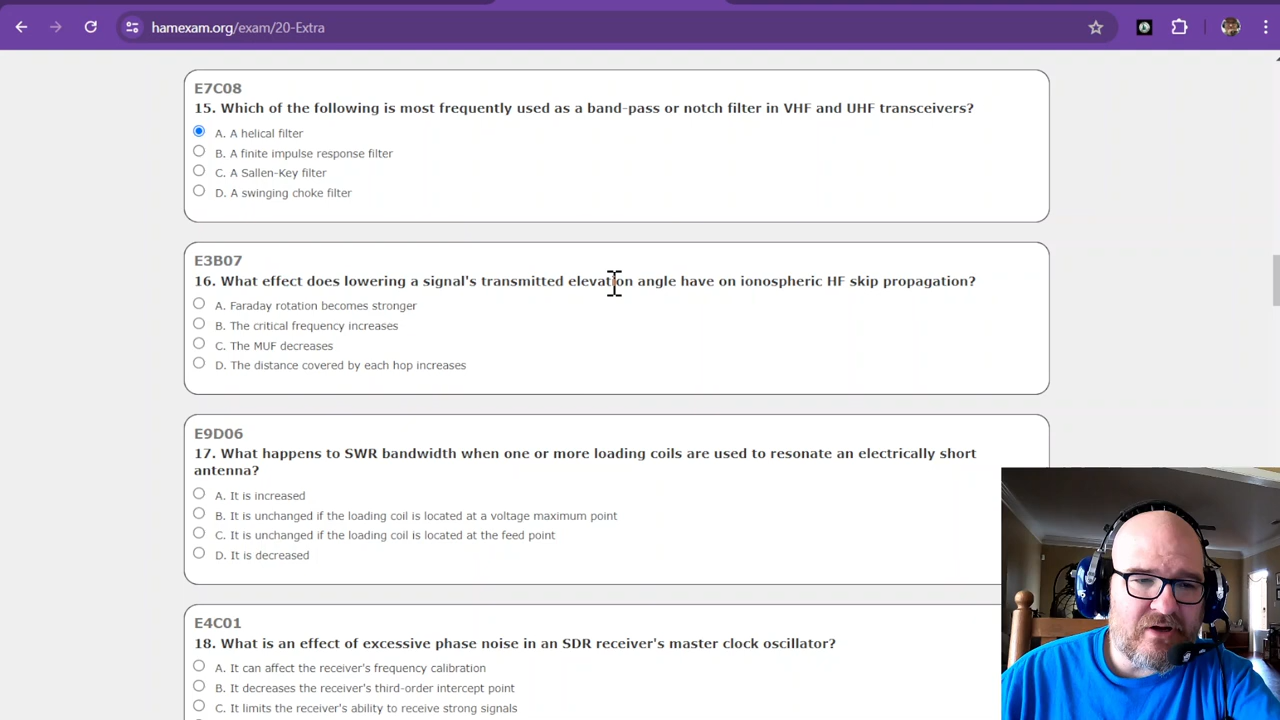 hamexam.org/exam/20-Extra
E7C08
15. Which of the following is most frequently used as a band-pass or notch filter in VHF and UHF transceivers?
A. A helical filter
B. A finite impulse response filter
C. A Sallen-Key filter
D. A swinging choke filter
E3B07
16. What effect does lowering a signal's transmitted elevation angle have on ionospheric HF skip propagation?
A. Faraday rotation becomes stronger
B. The critical frequency increases
C. The MUF decreases
D. The distance covered by each hop increases
E9D06
17. What happens to SWR bandwidth when one or more loading coils are used to resonate an electrically short
antenna?
A. It is increased
B. It is unchanged if the loading coil is located at a voltage maximum point
C. It is unchanged if the loading coil is located at the feed point
D. It is decreased
E4C01
18. What is an effect of excessive phase noise in an SDR receiver's master clock oscillator?
A. It can affect the receiver's frequency calibration
B. It decreases the receiver's third-order intercept point
C. It limits the receiver's ability to receive strong signals